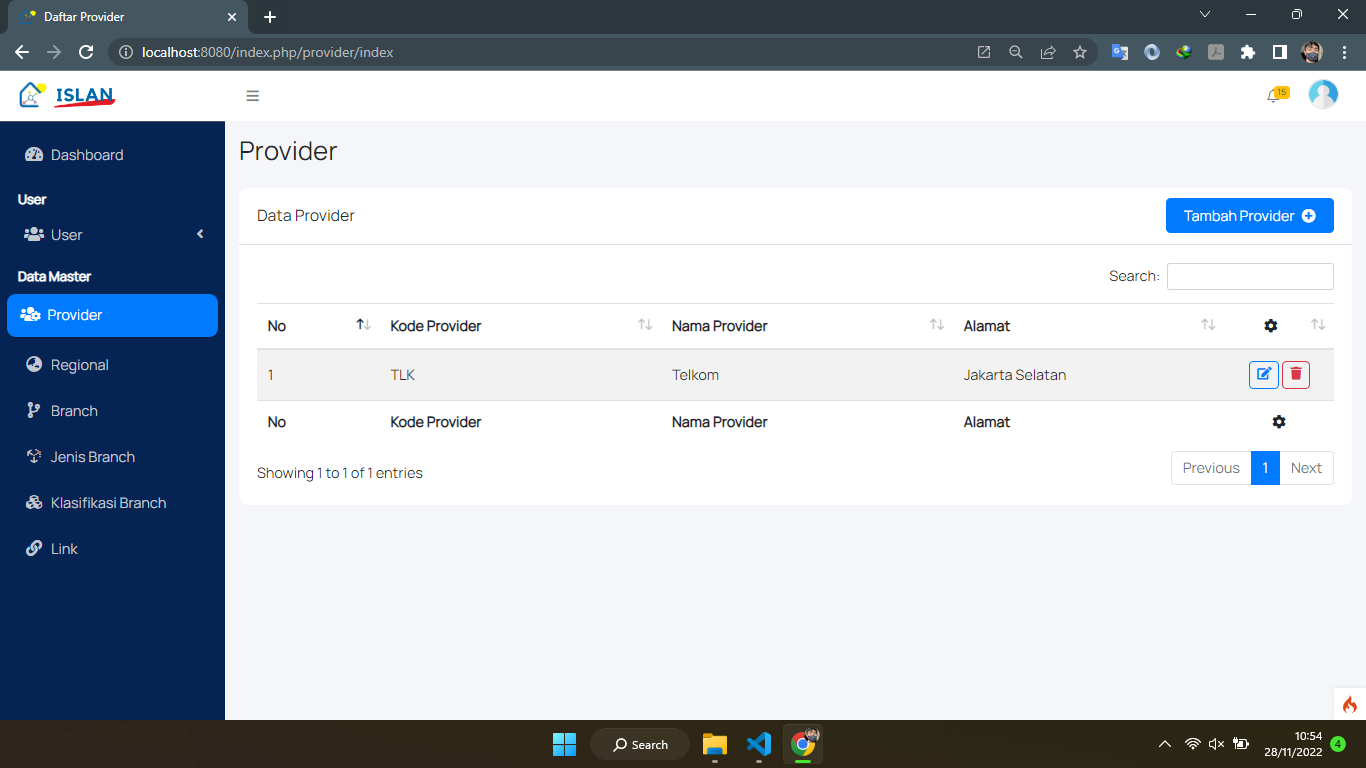 Daftar Provider
localhost:8080/index.php/provider/index
ISLAN
15
Dashboard
User
User
Data Master
Provider
Regional
Branch
Jenis Branch
Klasifikasi Branch
Link
Provider
Data Provider
Tambah Provider
Search:
No Kode Provider Nama Provider Alamat
1 TLK Telkom Jakarta Selatan
No Kode Provider Nama Provider Alamat
Showing 1 to 1 of 1 entries
Previous 1 Next
Search
10:54
28/11/2022
4